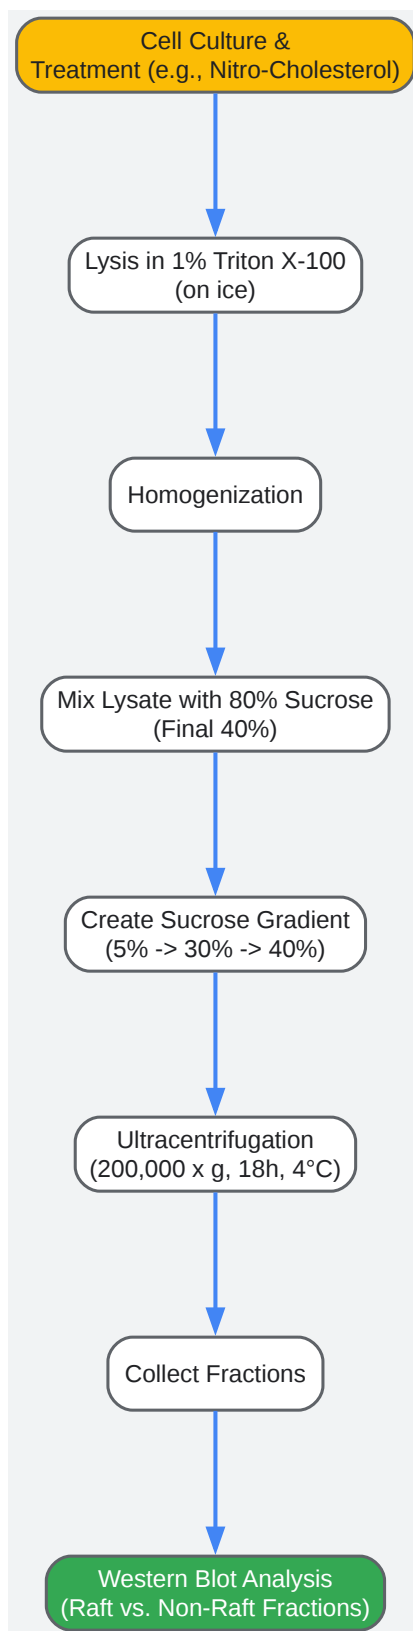 Cell Culture &
Treatment (e.g., Nitro-Cholesterol)
Lysis in 1% Triton X-100
(on ice)
Homogenization
Mix Lysate with 80% Sucrose
(Final 40%)
Create Sucrose Gradient
(5% -> 30% -> 40%)
Ultracentrifugation
(200,000 x g, 18h, 4°C)
Collect Fractions
Western Blot Analysis
(Raft vs. Non-Raft Fractions)